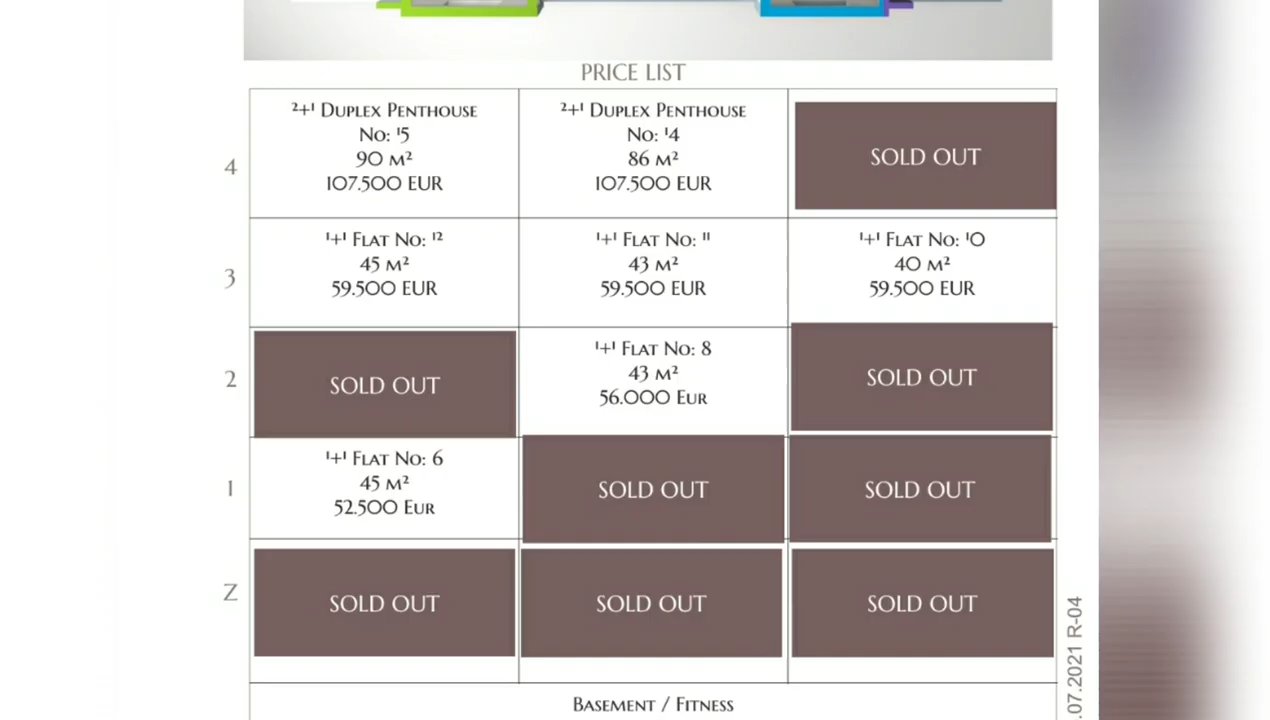 PRICE LIST
4
2+1 Duplex Penthouse
No: 15
90 m²
107.500 EUR
2+1 Duplex Penthouse
No: 14
86 m²
107.500 EUR
SOLD OUT
3
1+1 Flat No: 12
45 m²
59.500 EUR
1+1 Flat No: 11
43 m²
59.500 EUR
1+1 Flat No: 10
40 m²
59.500 EUR
2
SOLD OUT
1+1 Flat No: 8
43 m²
56.000 Eur
SOLD OUT
1
1+1 Flat No: 6
45 m²
52.500 Eur
SOLD OUT
SOLD OUT
Z
SOLD OUT
SOLD OUT
SOLD OUT
Basement / Fitness
.07.2021 R-04